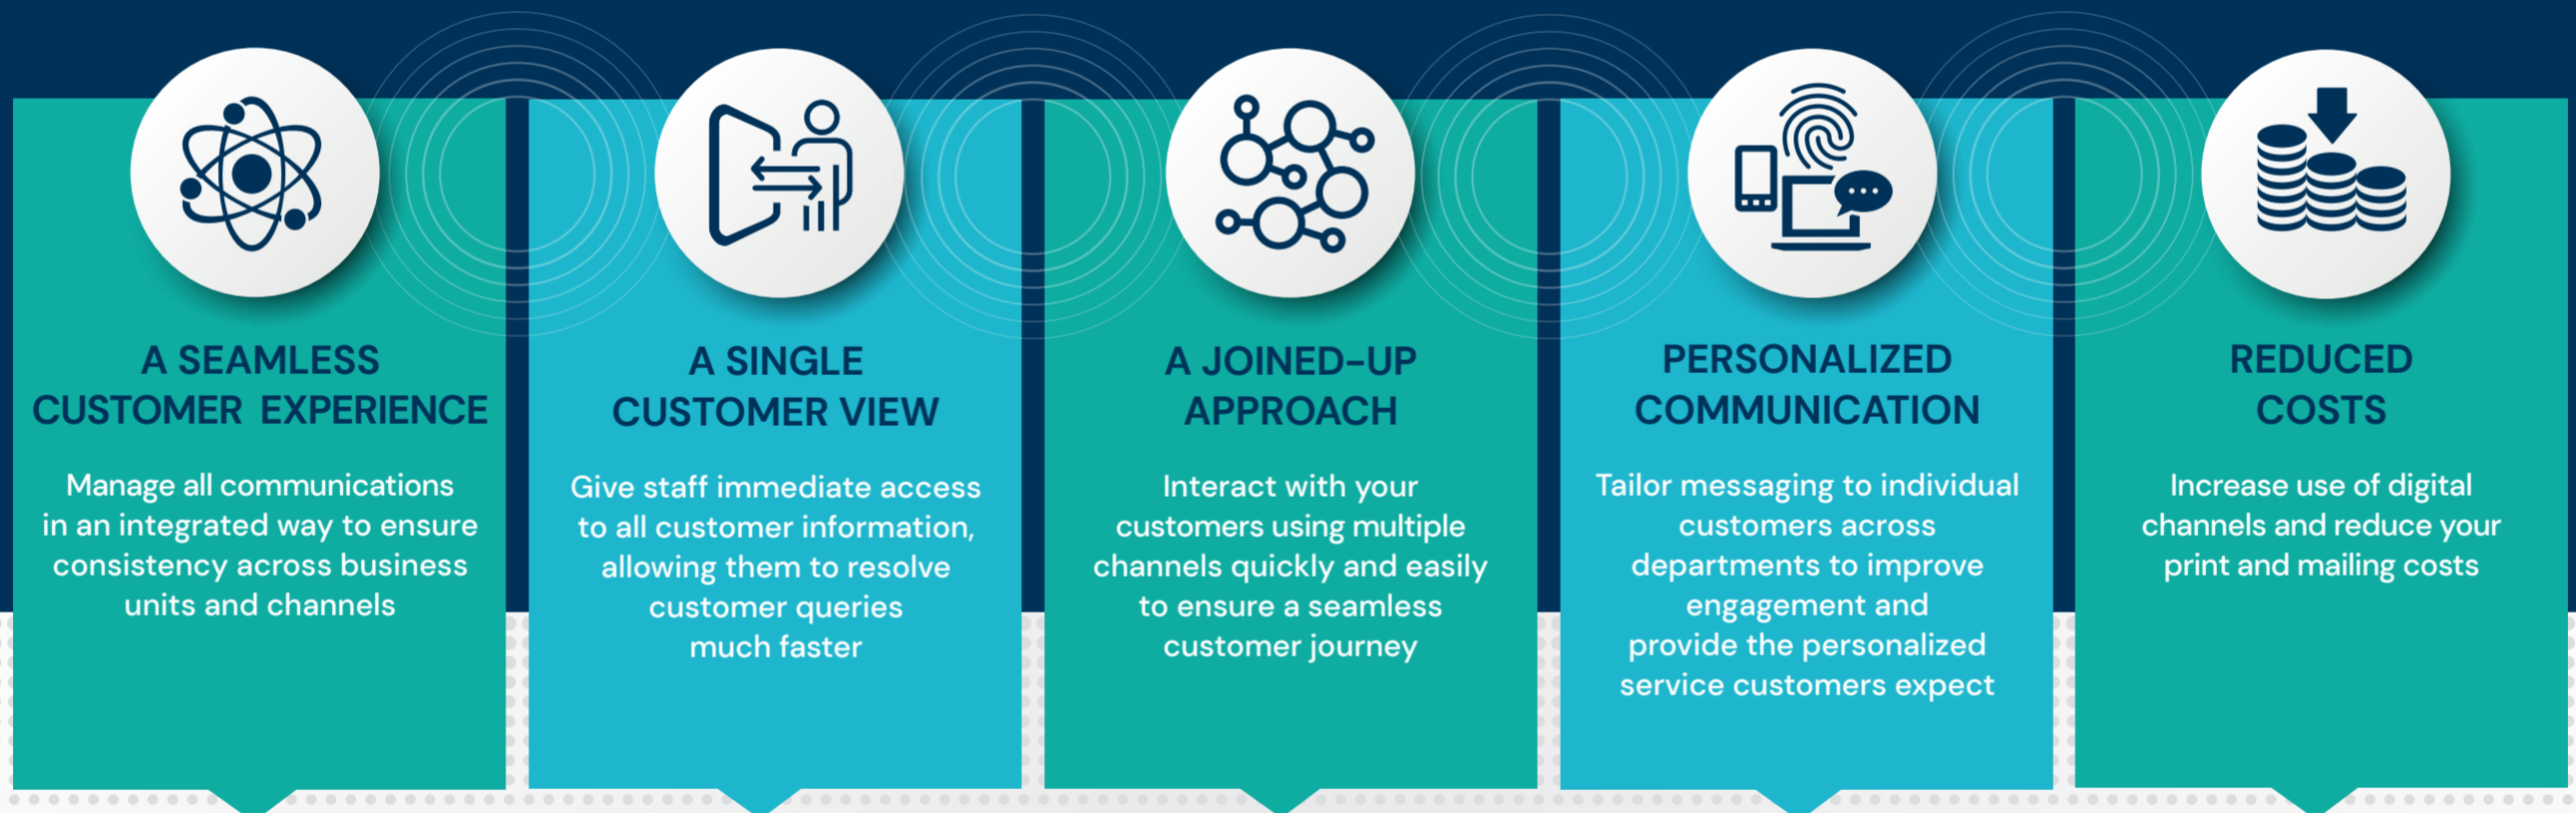 A SEAMLESS
CUSTOMER EXPERIENCE
Manage all communications
in an integrated way to ensure
consistency across business
units and channels
A SINGLE
CUSTOMER VIEW
Give staff immediate access
to all customer information,
allowing them to resolve
customer queries
much faster
A JOINED-UP
APPROACH
Interact with your
customers using multiple
channels quickly and easily
to ensure a seamless
customer journey
PERSONALIZED
COMMUNICATION
Tailor messaging to individual
customers across
departments to improve
engagement and
provide the personalized
service customers expect
REDUCED
COSTS
Increase use of digital
channels and reduce your
print and mailing costs